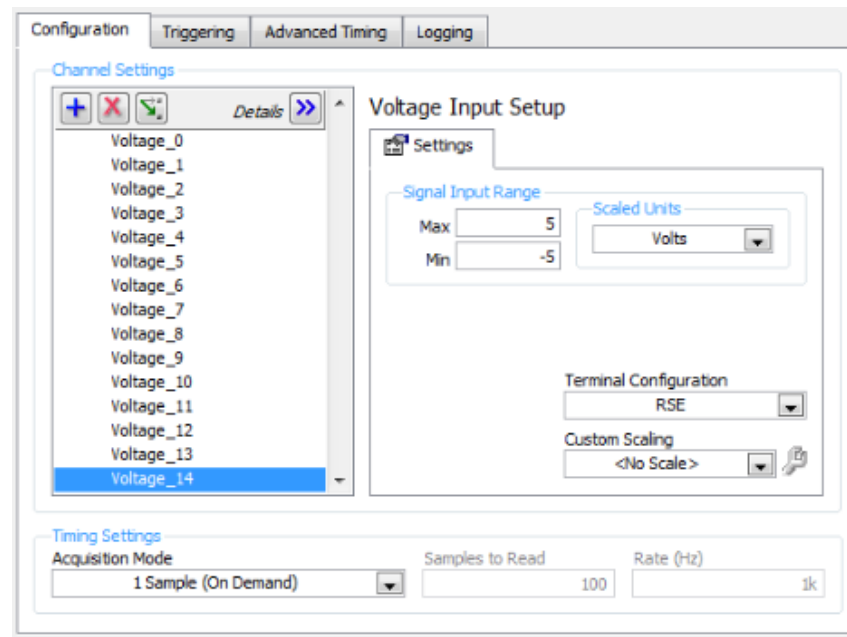 Configuration Triggering Advanced Timing Logging
Channel Settings
Details
Voltage_0
Voltage_1
Voltage_2
Voltage_3
Voltage_4
Voltage_5
Voltage_6
Voltage_7
Voltage_8
Voltage_9
Voltage_10
Voltage_11
Voltage_12
Voltage_13
Voltage_14
Voltage Input Setup
Settings
Signal Input Range
Max 5
Min -5
Scaled Units
Volts
Terminal Configuration
RSE
Custom Scaling
<No Scale>
Timing Settings
Acquisition Mode Samples to Read Rate (Hz)
1 Sample (On Demand) 100 1k